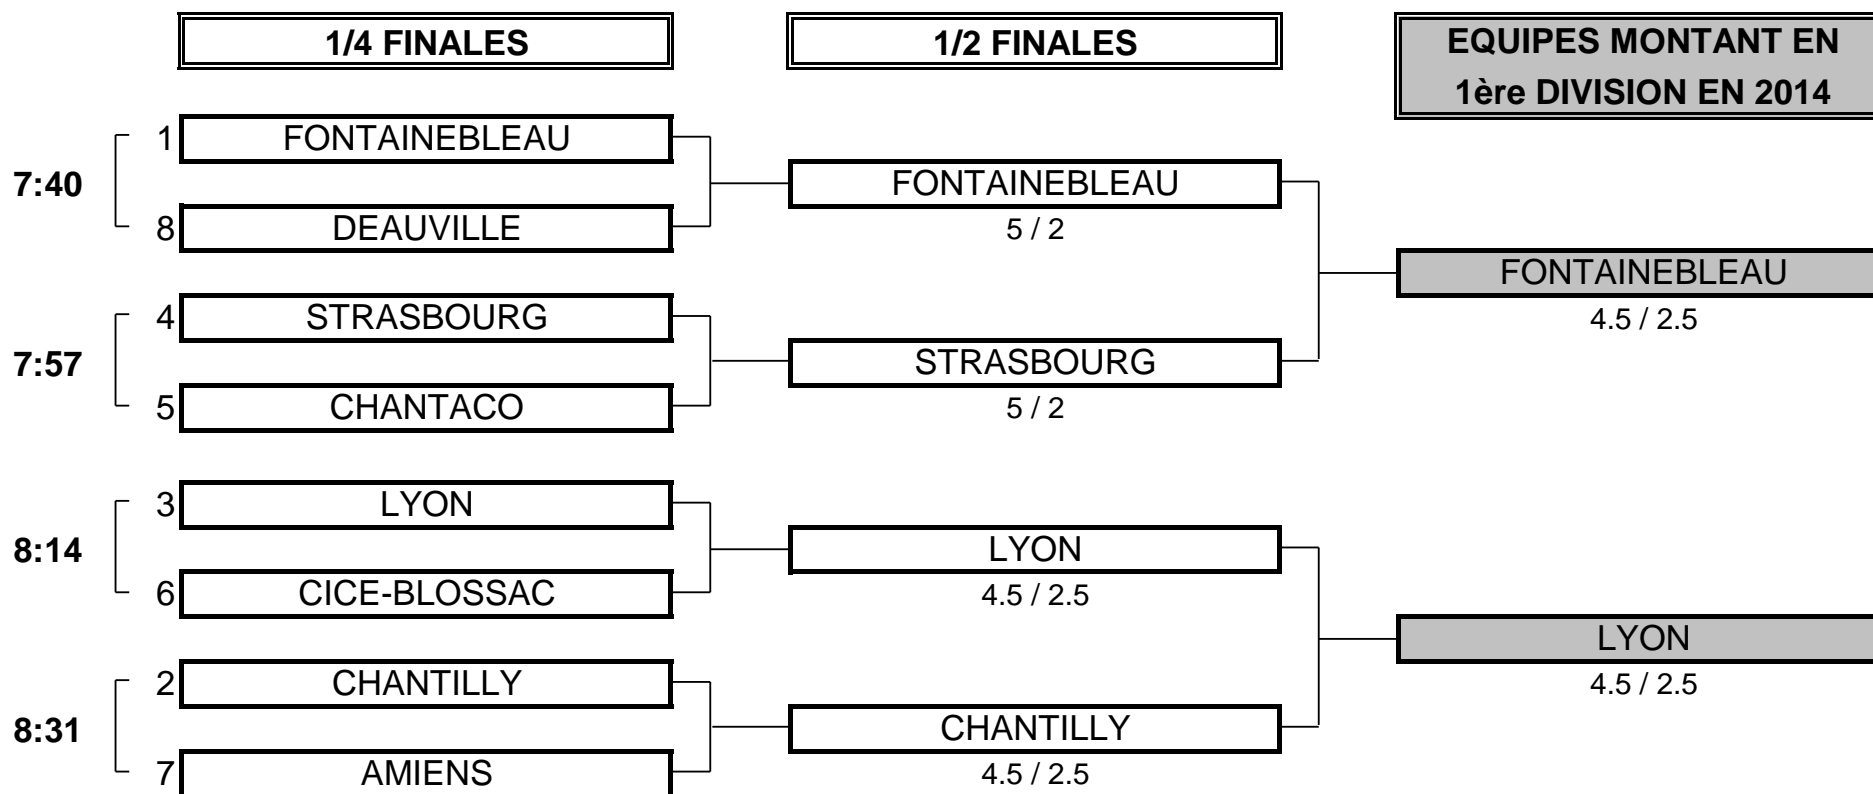 1/4 FINALES
1/2 FINALES
EQUIPES MONTANT EN
1ère DIVISION EN 2014
7:40
1 FONTAINEBLEAU
8 DEAUVILLE
FONTAINEBLEAU
5 / 2
7:57
4 STRASBOURG
5 CHANTACO
STRASBOURG
5 / 2
FONTAINEBLEAU
4.5 / 2.5
8:14
3 LYON
6 CICE-BLOSSAC
LYON
4.5 / 2.5
8:31
2 CHANTILLY
7 AMIENS
CHANTILLY
4.5 / 2.5
LYON
4.5 / 2.5